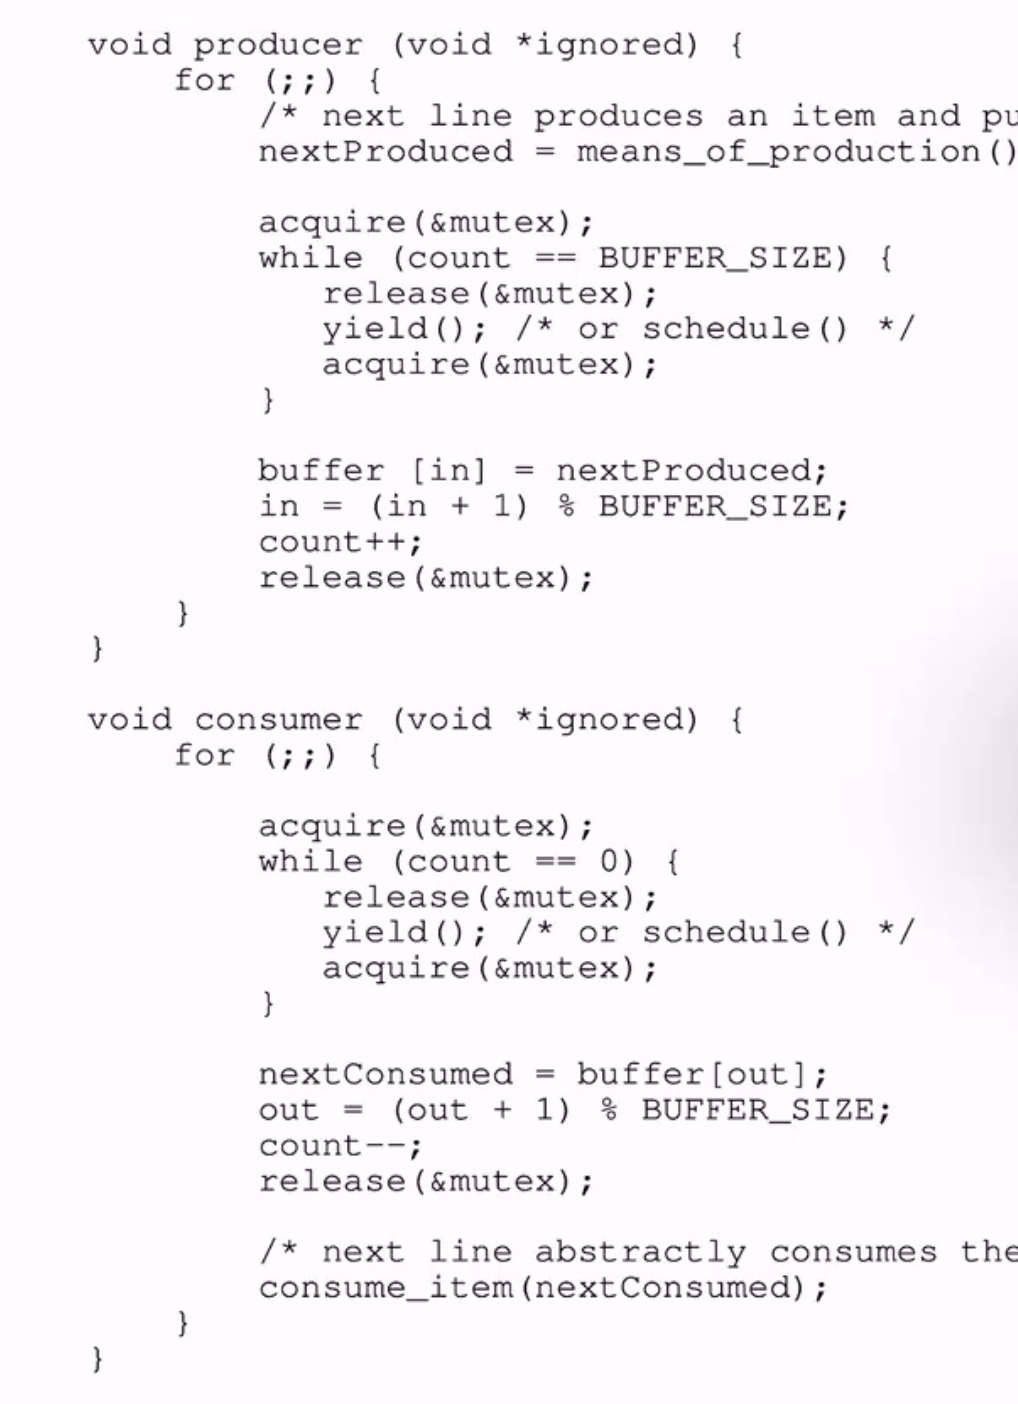 void producer (void *ignored) {
    for (;;) {
        /* next line produces an item and pu
        nextProduced = means_of_production()

        acquire(&mutex);
        while (count == BUFFER_SIZE) {
           release(&mutex);
           yield(); /* or schedule() */
           acquire(&mutex);
        }

        buffer [in] = nextProduced;
        in = (in + 1) % BUFFER_SIZE;
        count++;
        release(&mutex);
    }
}

void consumer (void *ignored) {
    for (;;) {

        acquire(&mutex);
        while (count == 0) {
           release(&mutex);
           yield(); /* or schedule() */
           acquire(&mutex);
        }

        nextConsumed = buffer[out];
        out = (out + 1) % BUFFER_SIZE;
        count--;
        release(&mutex);

        /* next line abstractly consumes the
        consume_item(nextConsumed);
    }
}